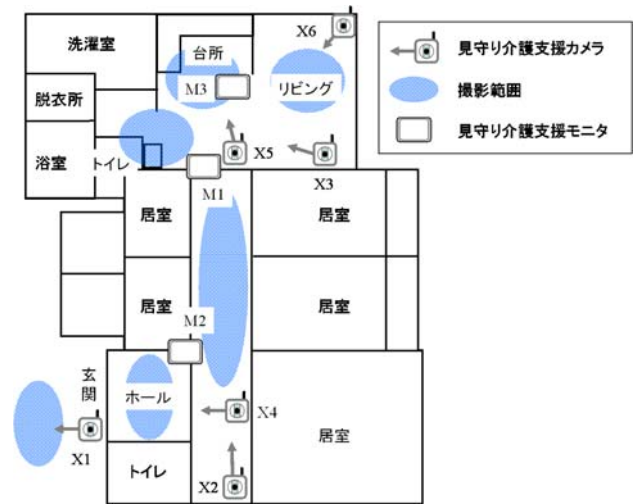 X6
洗濯室
台所
リビング
M3
脱衣所
浴室
トイレ
X5
X3
M1
居室
居室
居室
居室
M2
玄関
ホール
X4
居室
X1
トイレ
X2
見守り介護支援カメラ
撮影範囲
見守り介護支援モニタ